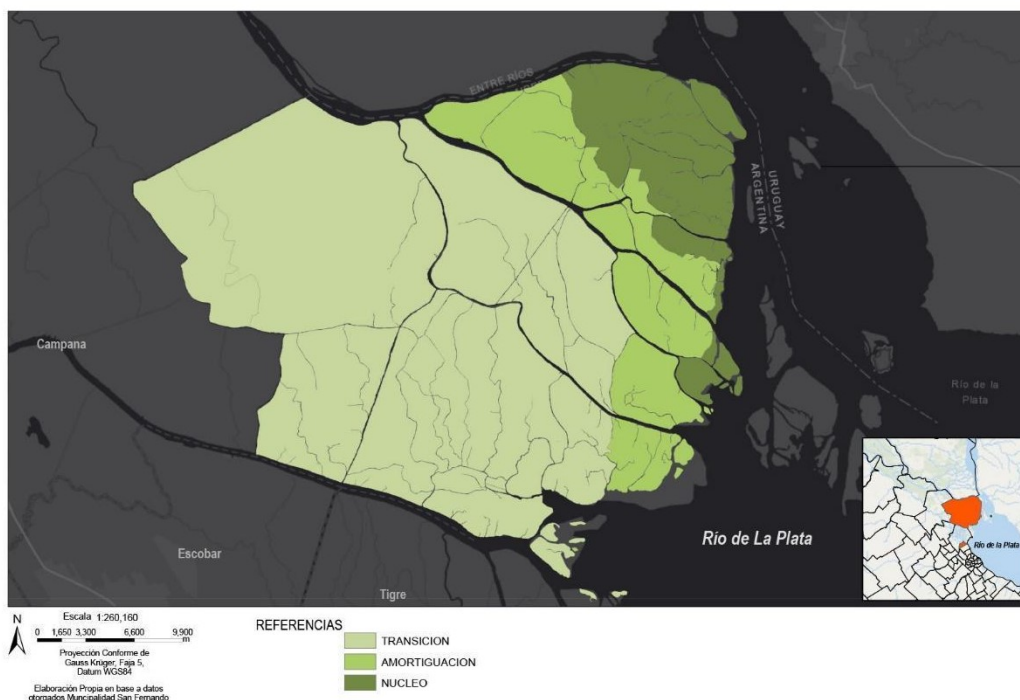 ENTRE RÍOS
URUGUAY
ARGENTINA
Campana
Río de la
Plata
Río de La Plata
Río de la Plata
Escobar
Tigre
N
Escala 1:260,160
0 1,650 3,300 6,600 9,900
m
Proyección Conforme de
Gauss Krüger, Faja 5,
Datum WGS84
Elaboración Propia en base a datos
otorgados Muncipalidad San Fernando
REFERENCIAS
TRANSICION
AMORTIGUACION
NUCLEO